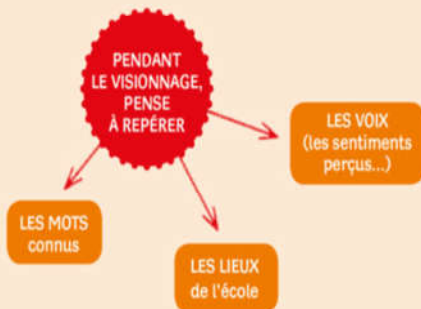 PENDANT
LE VISIONNAGE,
PENSE
À REPÉRER
LES VOIX
(les sentiments
perçus...)
LES MOTS
connus
LES LIEUX
de l'école